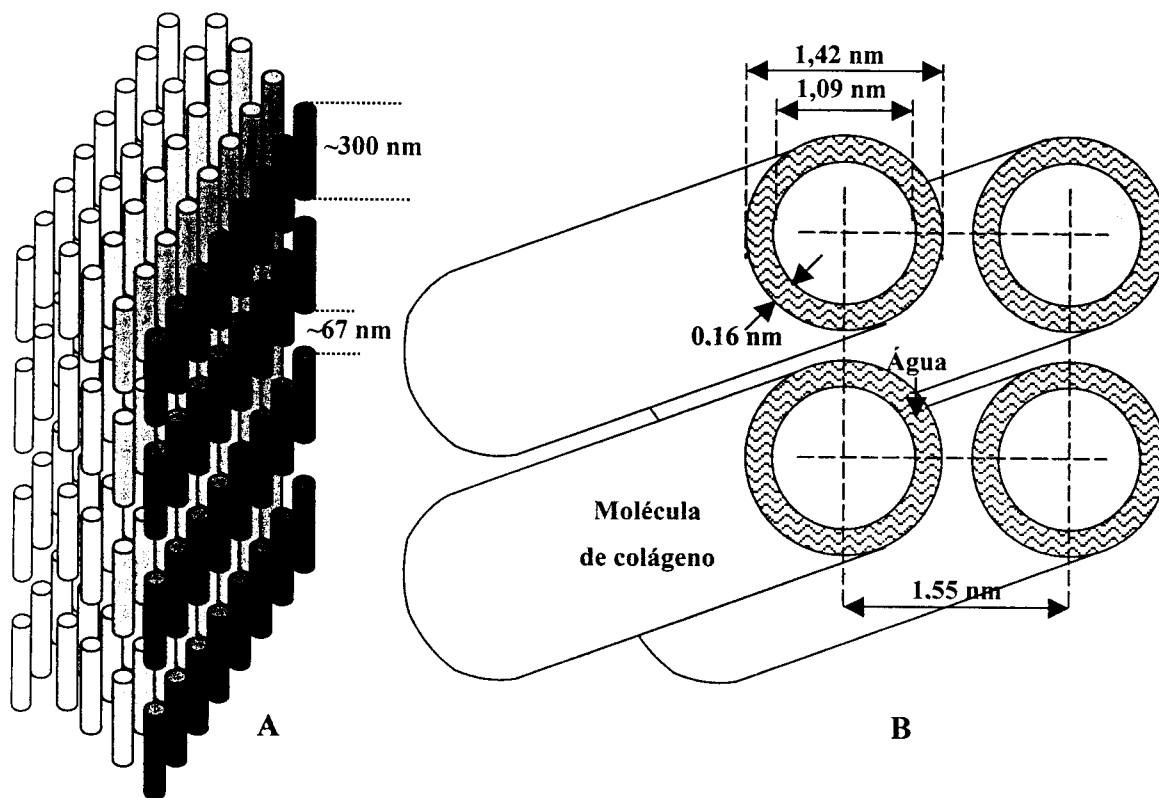 1,42 nm
1,09 nm
~300 nm
~67 nm
0.16 nm
Água
Molécula
de colágeno
1.55 nm
A
B